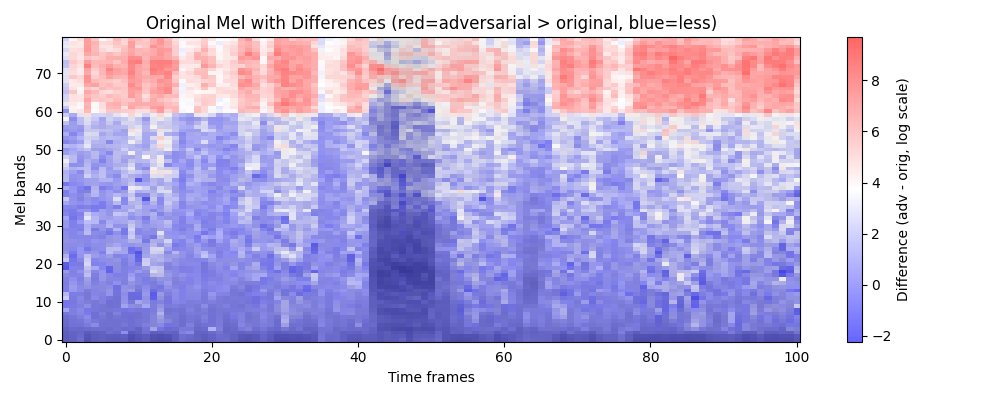 Original Mel with Differences (red=adversarial > original, blue=less)
Mel bands
70
60
50
40
30
20
10
0
0 20 40 60 80 100
Time frames
8
6
4
2
0
−2
Difference (adv - orig, log scale)